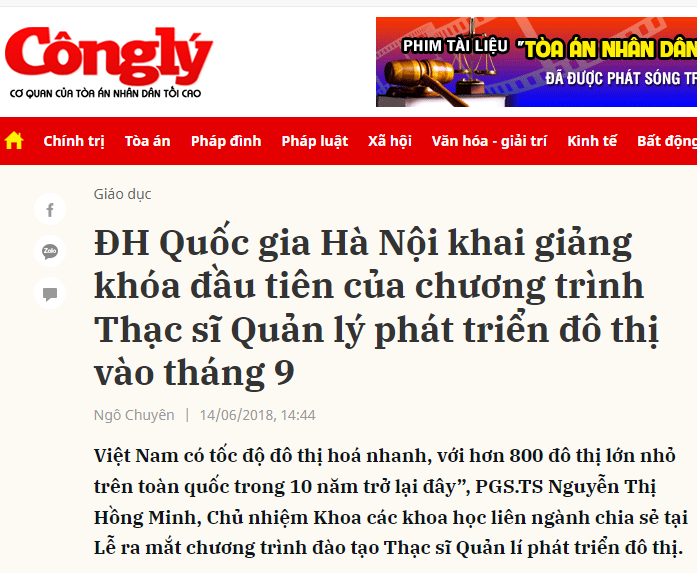 Công lý
CƠ QUAN CỦA TÒA ÁN NHÂN DÂN TỐI CAO
PHIM TÀI LIỆU "TÒA ÁN NHÂN DÂN
ĐÃ ĐƯỢC PHÁT SÓNG TR
Chính trị Tòa án Pháp đình Pháp luật Xã hội Văn hóa - giải trí Kinh tế Bất động
Giáo dục
ĐH Quốc gia Hà Nội khai giảng
khóa đầu tiên của chương trình
Thạc sĩ Quản lý phát triển đô thị
vào tháng 9
Ngô Chuyên | 14/06/2018, 14:44
Việt Nam có tốc độ đô thị hoá nhanh, với hơn 800 đô thị lớn nhỏ
trên toàn quốc trong 10 năm trở lại đây”, PGS.TS Nguyễn Thị
Hồng Minh, Chủ nhiệm Khoa các khoa học liên ngành chia sẻ tại
Lễ ra mắt chương trình đào tạo Thạc sĩ Quản lí phát triển đô thị.
Zalo